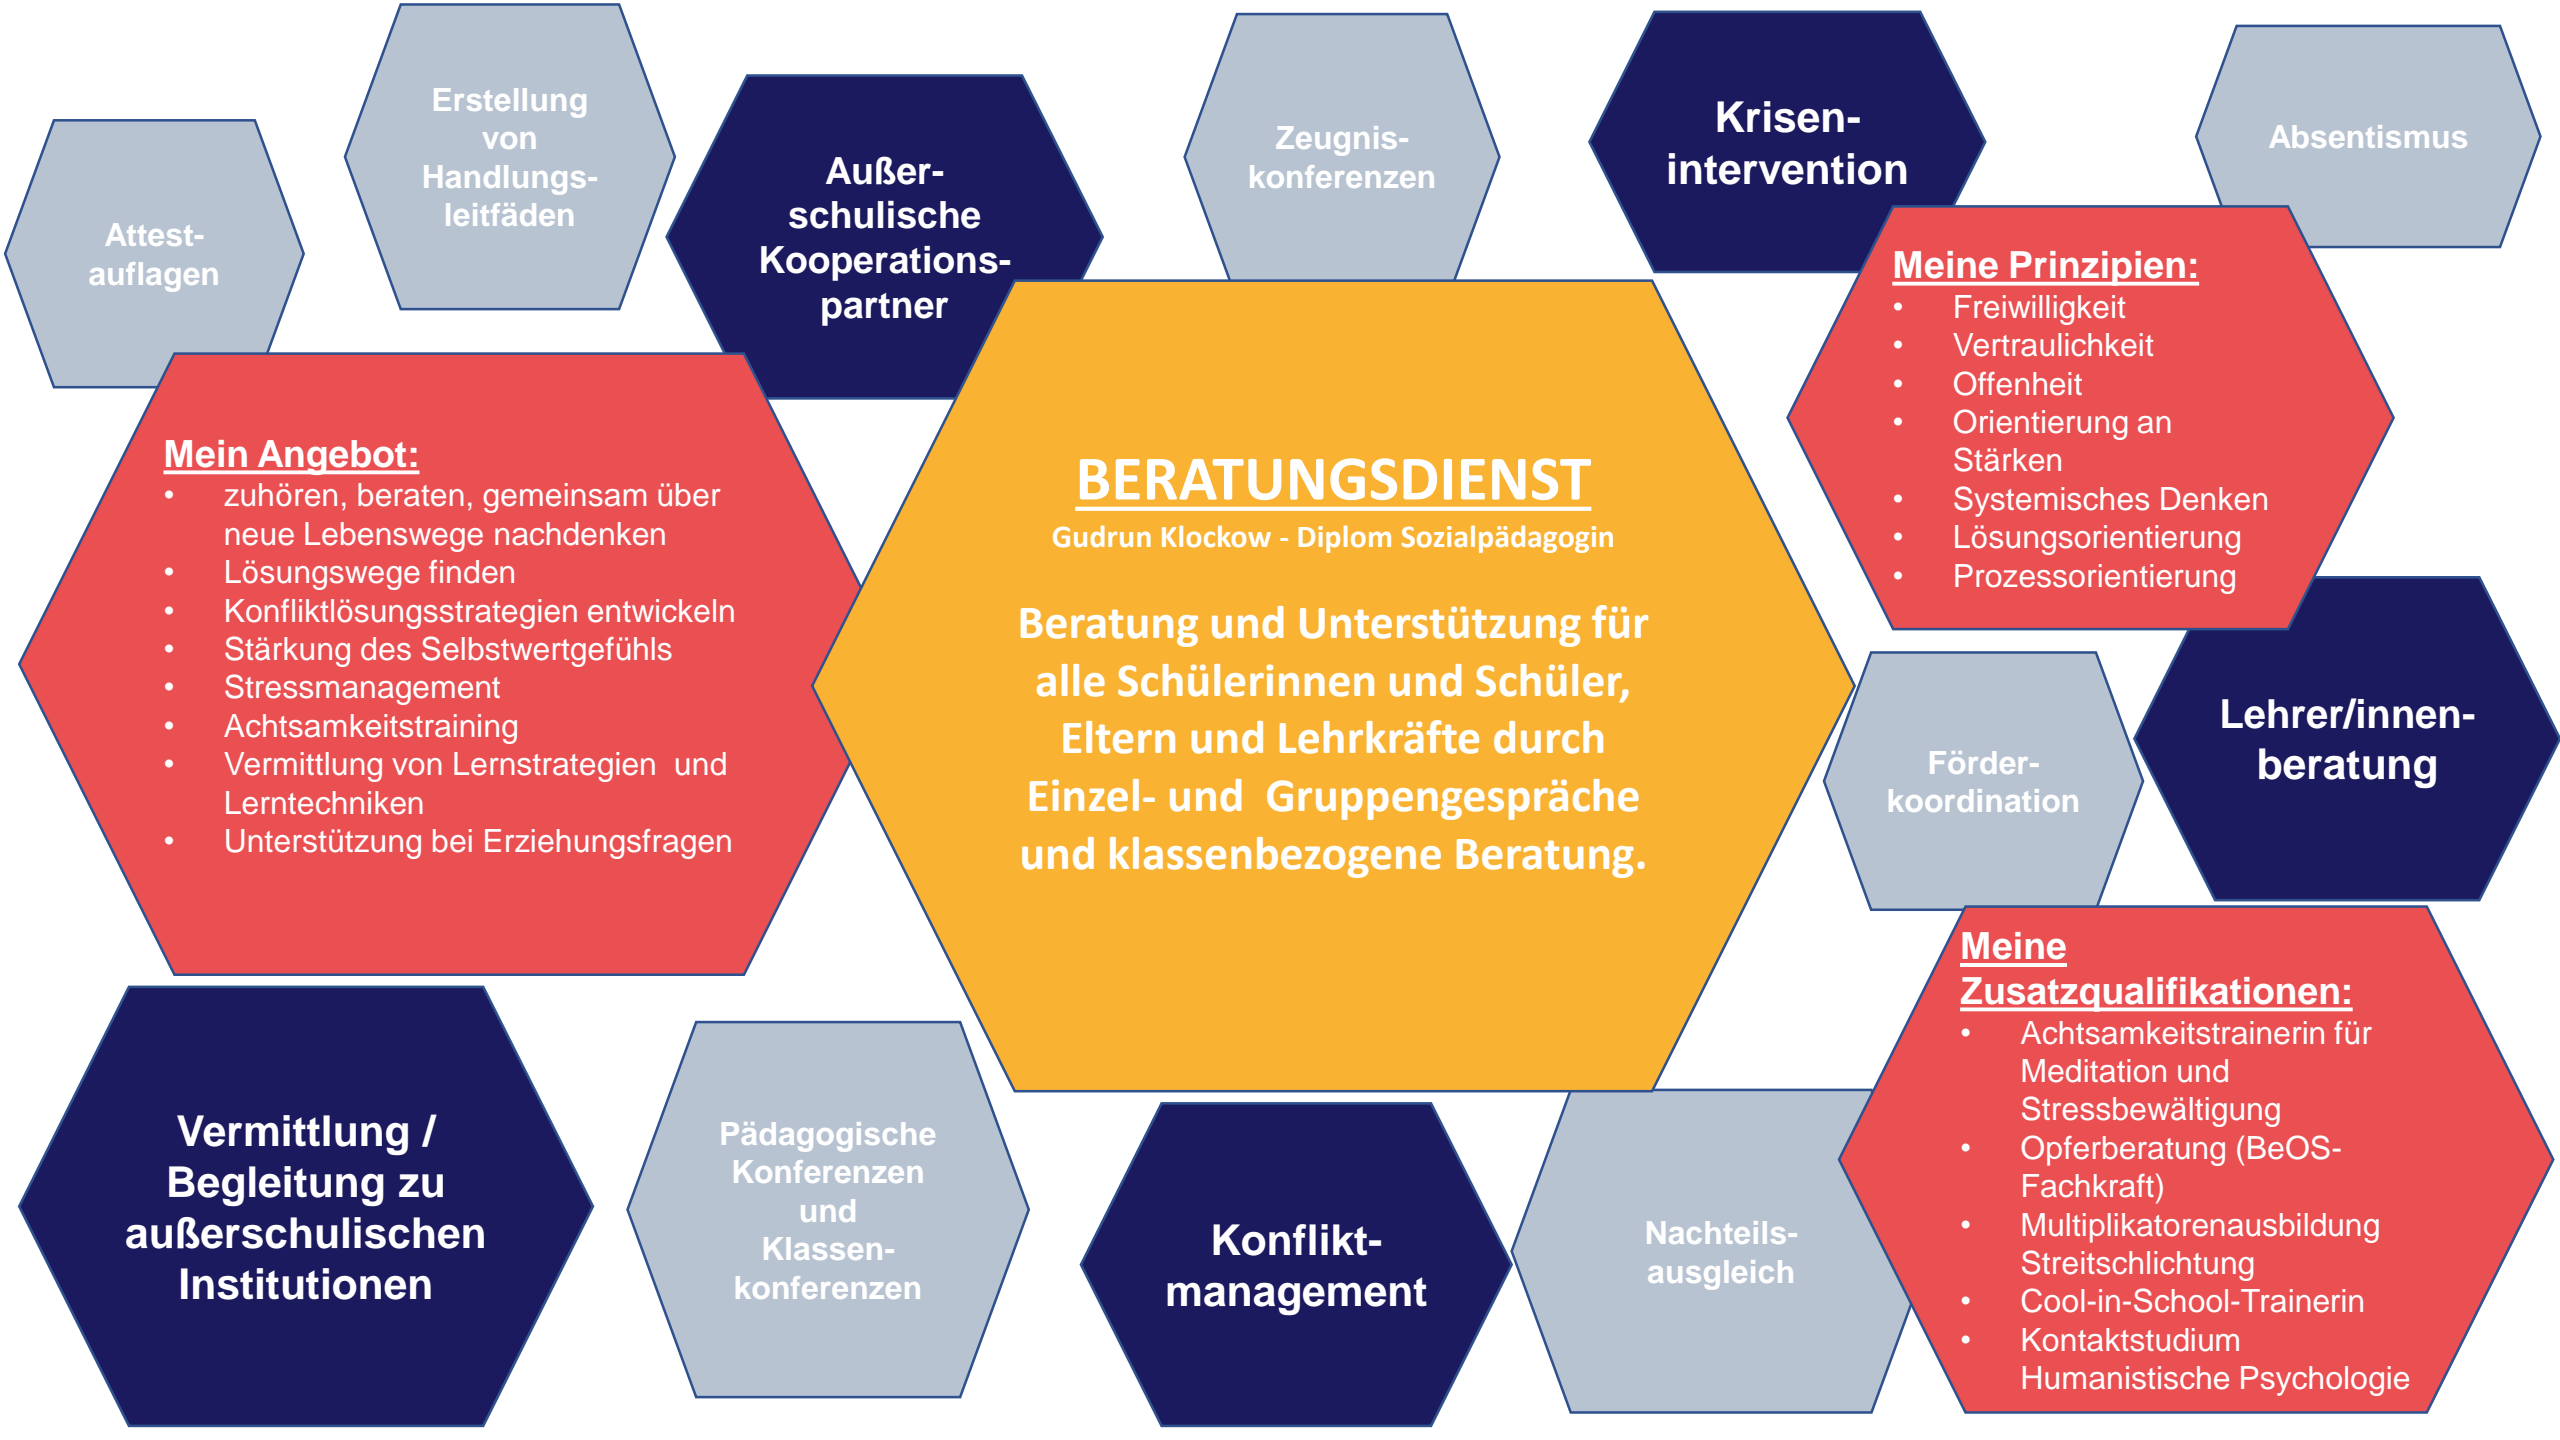 Attest-
auflagen
Erstellung
von
Handlungs-
leitfäden
Außer-
schulische
Kooperations-
partner
Zeugnis-
konferenzen
Krisen-
intervention
Absentismus
Mein Angebot:
• zuhören, beraten, gemeinsam über
neue Lebenswege nachdenken
• Lösungswege finden
• Konfliktlösungsstrategien entwickeln
• Stärkung des Selbstwertgefühls
• Stressmanagement
• Achtsamkeitstraining
• Vermittlung von Lernstrategien und
Lerntechniken
• Unterstützung bei Erziehungsfragen
BERATUNGSDIENST
Gudrun Klockow - Diplom Sozialpädagogin
Beratung und Unterstützung für
alle Schülerinnen und Schüler,
Eltern und Lehrkräfte durch
Einzel- und Gruppengespräche
und klassenbezogene Beratung.
Meine Prinzipien:
• Freiwilligkeit
• Vertraulichkeit
• Offenheit
• Orientierung an
Stärken
• Systemisches Denken
• Lösungsorientierung
• Prozessorientierung
Förder-
koordination
Lehrer/innen-
beratung
Vermittlung /
Begleitung zu
außerschulischen
Institutionen
Pädagogische
Konferenzen
und
Klassen-
konferenzen
Konflikt-
management
Nachteils-
ausgleich
Meine
Zusatzqualifikationen:
• Achtsamkeitstrainerin für
Meditation und
Stressbewältigung
• Opferberatung (BeOS-
Fachkraft)
• Multiplikatorenausbildung
Streitschlichtung
• Cool-in-School-Trainerin
• Kontaktstudium
Humanistische Psychologie